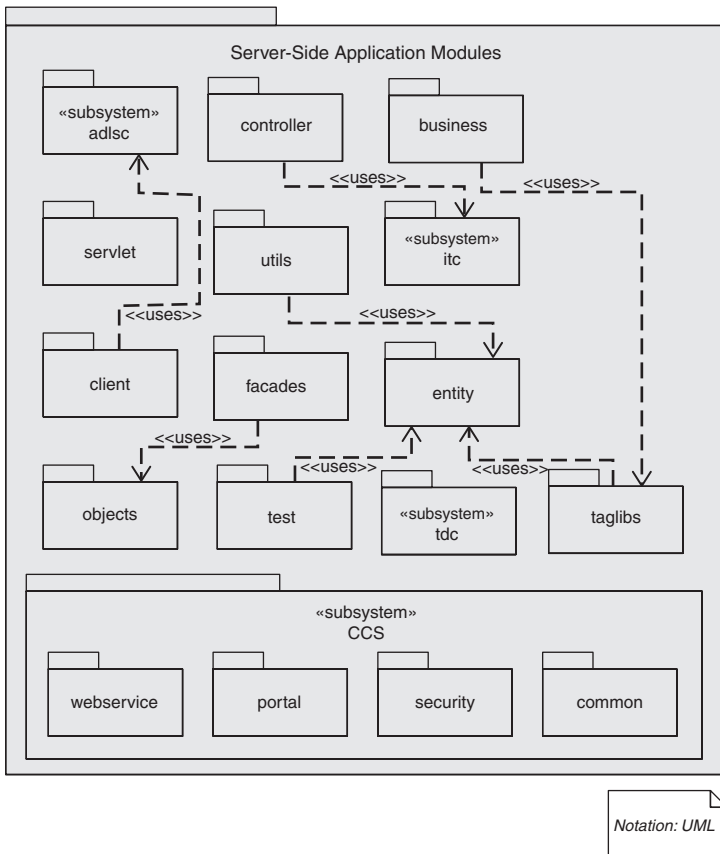 Server-Side Application Modules
«subsystem»
adlsc
controller
business
<<uses>>
<<uses>>
servlet
utils
«subsystem»
itc
<<uses>>
<<uses>>
client
facades
entity
<<uses>>
<<uses>>
<<uses>>
objects
test
«subsystem»
tdc
taglibs
«subsystem»
CCS
webservice
portal
security
common
Notation: UML